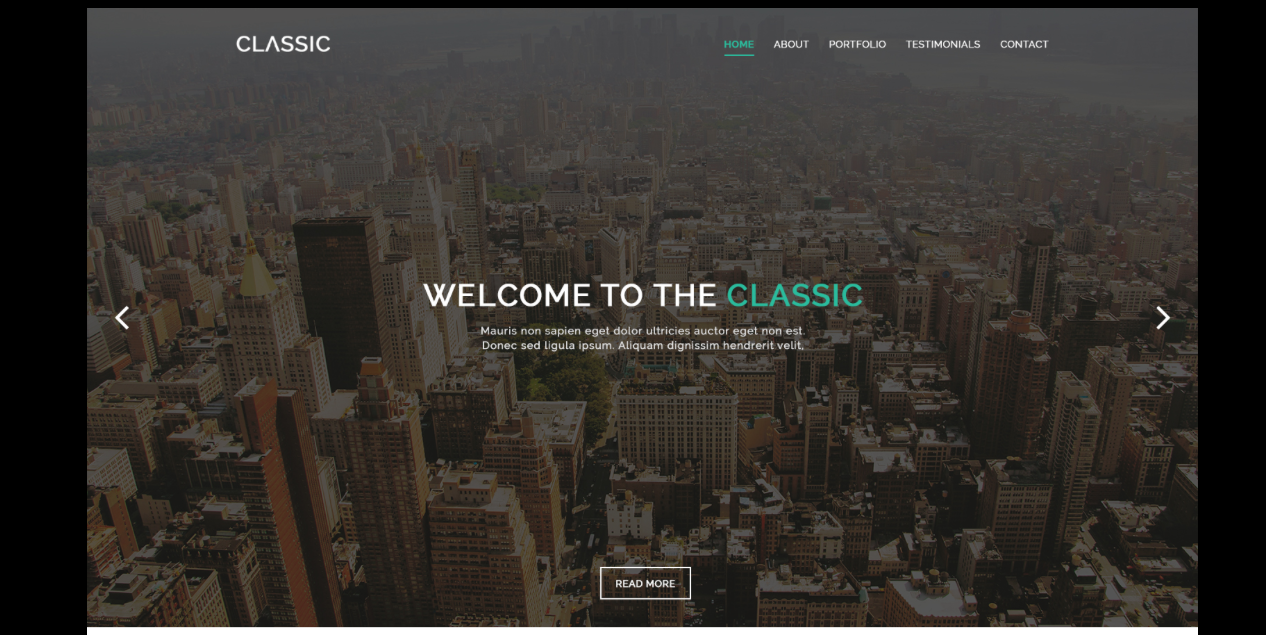 CLASSIC
HOME ABOUT PORTFOLIO TESTIMONIALS CONTACT
WELCOME TO THE CLASSIC
Mauris non sapien eget dolor ultricies auctor eget non est.
Donec sed ligula ipsum. Aliquam dignissim hendrerit velit,
READ MORE